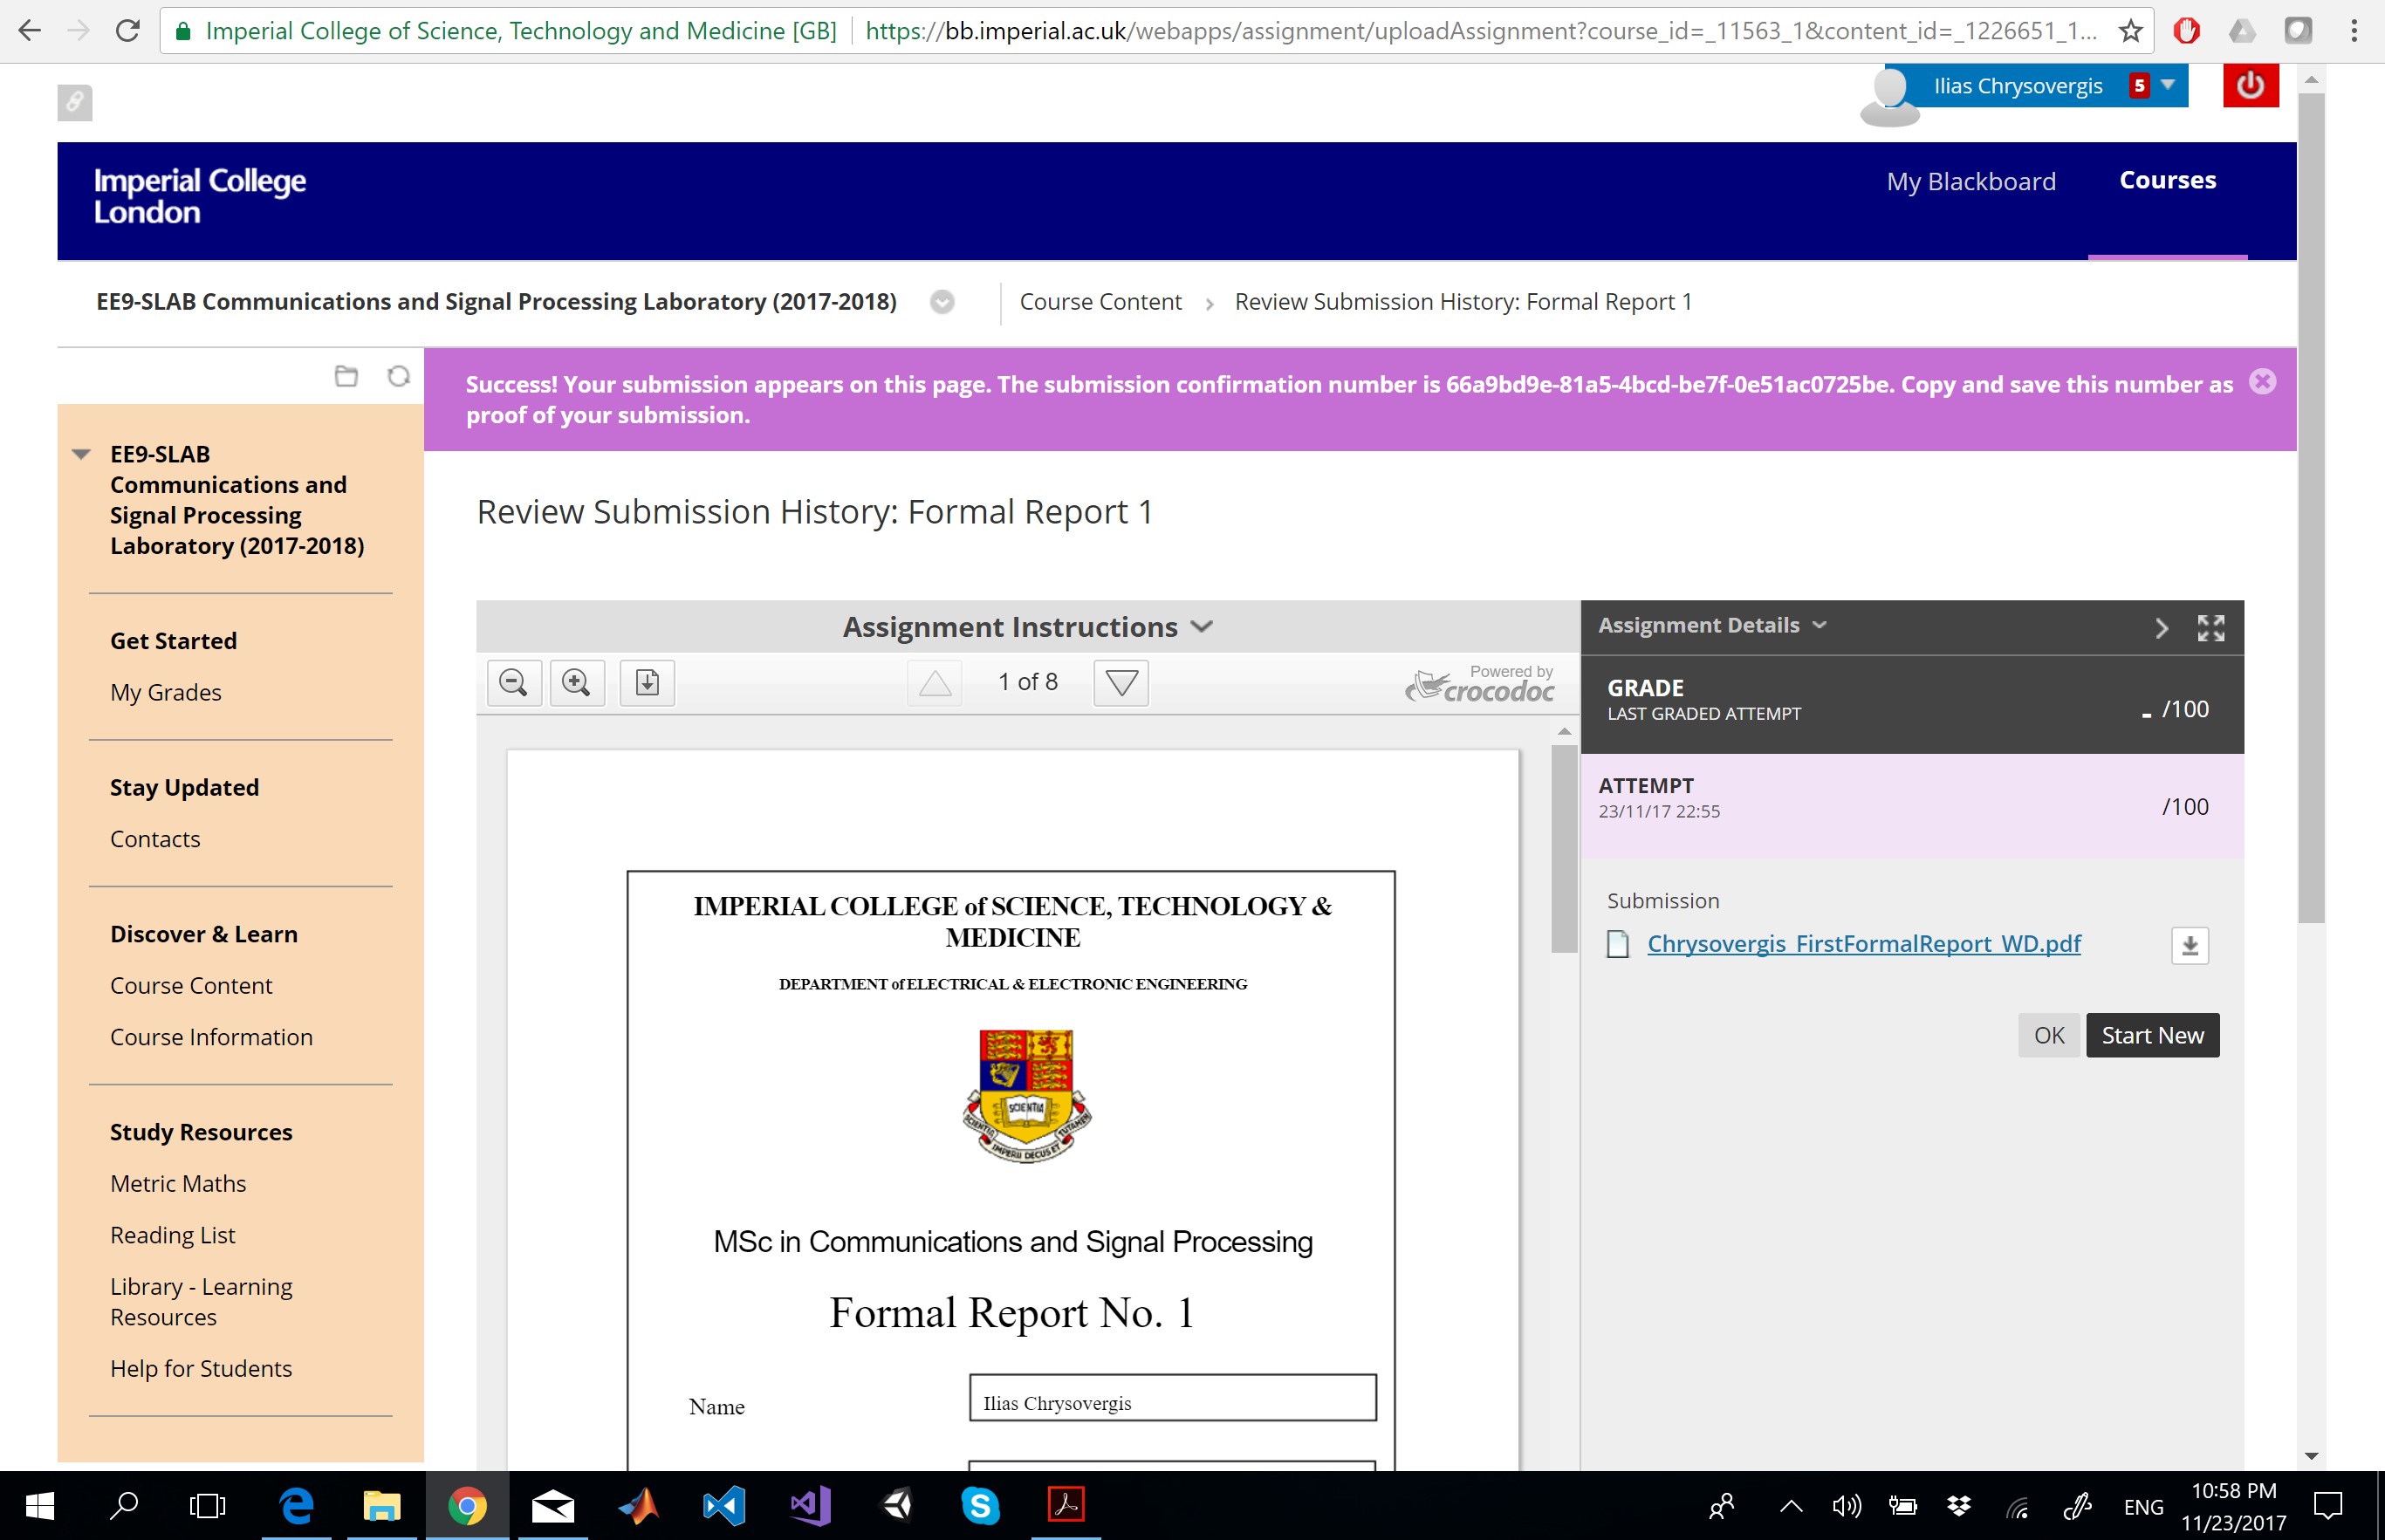 Imperial College of Science, Technology and Medicine [GB]
https://bb.imperial.ac.uk/webapps/assignment/uploadAssignment?course_id=_11563_1&content_id=_1226651_1...
Ilias Chrysovergis 5
Imperial College
London
My Blackboard
Courses
EE9-SLAB Communications and Signal Processing Laboratory (2017-2018)
Course Content
Review Submission History: Formal Report 1
Success! Your submission appears on this page. The submission confirmation number is 66a9bd9e-81a5-4bcd-be7f-0e51ac0725be. Copy and save this number as
proof of your submission.
EE9-SLAB
Communications and
Signal Processing
Laboratory (2017-2018)
Get Started
My Grades
Stay Updated
Contacts
Discover & Learn
Course Content
Course Information
Study Resources
Metric Maths
Reading List
Library - Learning
Resources
Help for Students
Review Submission History: Formal Report 1
Assignment Instructions
1 of 8
Powered by
crocodoc
IMPERIAL COLLEGE of SCIENCE, TECHNOLOGY &
MEDICINE
DEPARTMENT of ELECTRICAL & ELECTRONIC ENGINEERING
SCIENTIA
SCIENTIA IMPERII DECUS ET TUTAMEN
MSc in Communications and Signal Processing
Formal Report No. 1
Name
Ilias Chrysovergis
Assignment Details
GRADE
LAST GRADED ATTEMPT
- /100
ATTEMPT
23/11/17 22:55
/100
Submission
Chrysovergis_FirstFormalReport_WD.pdf
OK
Start New
ENG
10:58 PM
11/23/2017